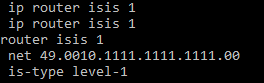 ip router isis 1
ip router isis 1
router isis 1
net 49.0010.1111.1111.1111.00
is-type level-1